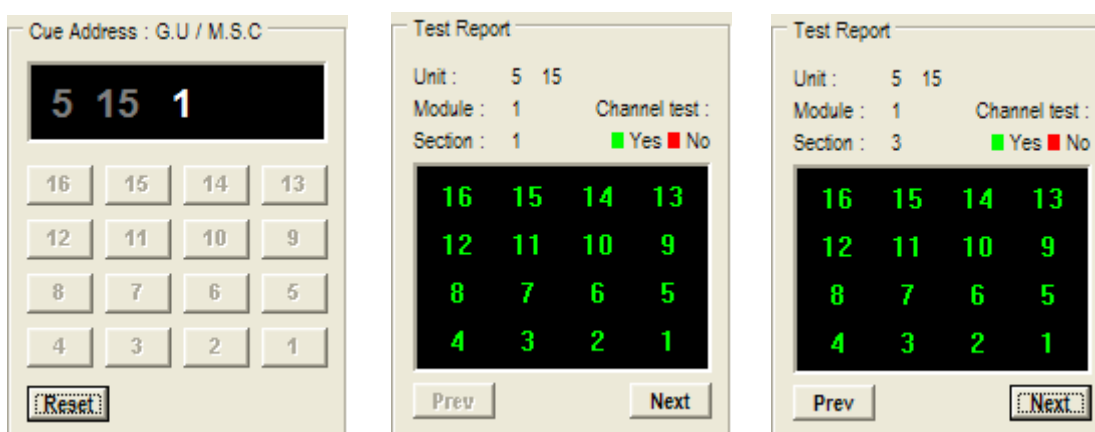 Cue Address : G.U / M.S.C
5 15 1
16 15 14 13
12 11 10 9
8 7 6 5
4 3 2 1
Reset
Test Report
Unit : 5 15
Module : 1 Channel test :
Section : 1 Yes No
16 15 14 13
12 11 10 9
8 7 6 5
4 3 2 1
Prev Next
Test Report
Unit : 5 15
Module : 1 Channel test :
Section : 3 Yes No
16 15 14 13
12 11 10 9
8 7 6 5
4 3 2 1
Prev Next